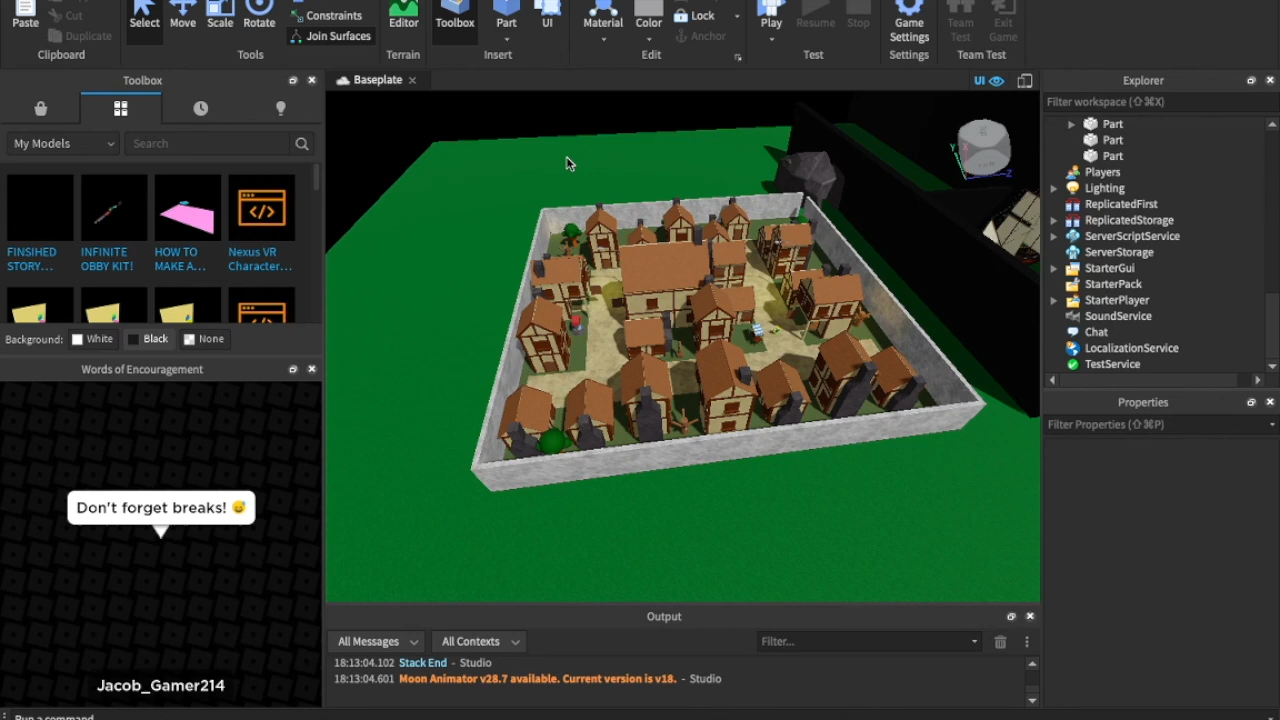 Paste
Cut
Duplicate
Select
Move
Scale
Rotate
Constraints
Join Surfaces
Editor
Toolbox
Part
UI
Material
Color
Lock
Anchor
Play
Resume
Stop
Game Settings
Team Test
Exit Game
Clipboard
Tools
Terrain
Insert
Edit
Test
Settings
Team Test
Toolbox
My Models
Search
FINSIHED STORY...
INFINITE OBBY KIT!
HOW TO MAKE A...
Nexus VR Character...
Background:
White
Black
None
Words of Encouragement
Don't forget breaks! 😅
Jacob_Gamer214
Baseplate
UI
Output
All Messages
All Contexts
Filter...
18:13:04.102 Stack End - Studio
18:13:04.601 Moon Animator v28.7 available. Current version is v18. - Studio
Explorer
Filter workspace (⇧⌘X)
Part
Part
Part
Players
Lighting
ReplicatedFirst
ReplicatedStorage
ServerScriptService
ServerStorage
StarterGui
StarterPack
StarterPlayer
SoundService
Chat
LocalizationService
TestService
Properties
Filter Properties (⇧⌘P)
Run a command